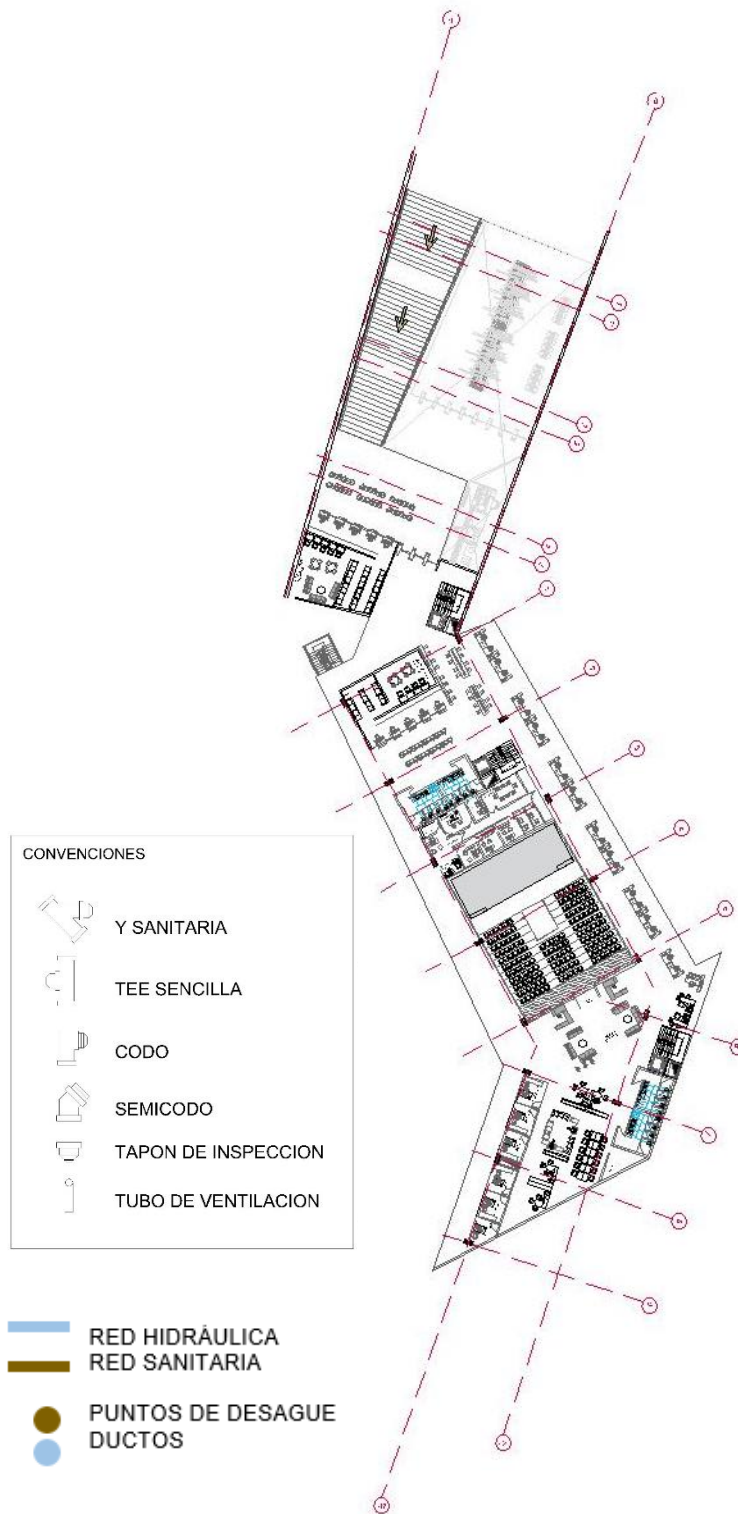 CONVENCIONES
Y SANITARIA
TEE SENCILLA
CODO
SEMICODO
TAPON DE INSPECCION
TUBO DE VENTILACION
RED HIDRÁULICA
RED SANITARIA
PUNTOS DE DESAGUE
DUCTOS